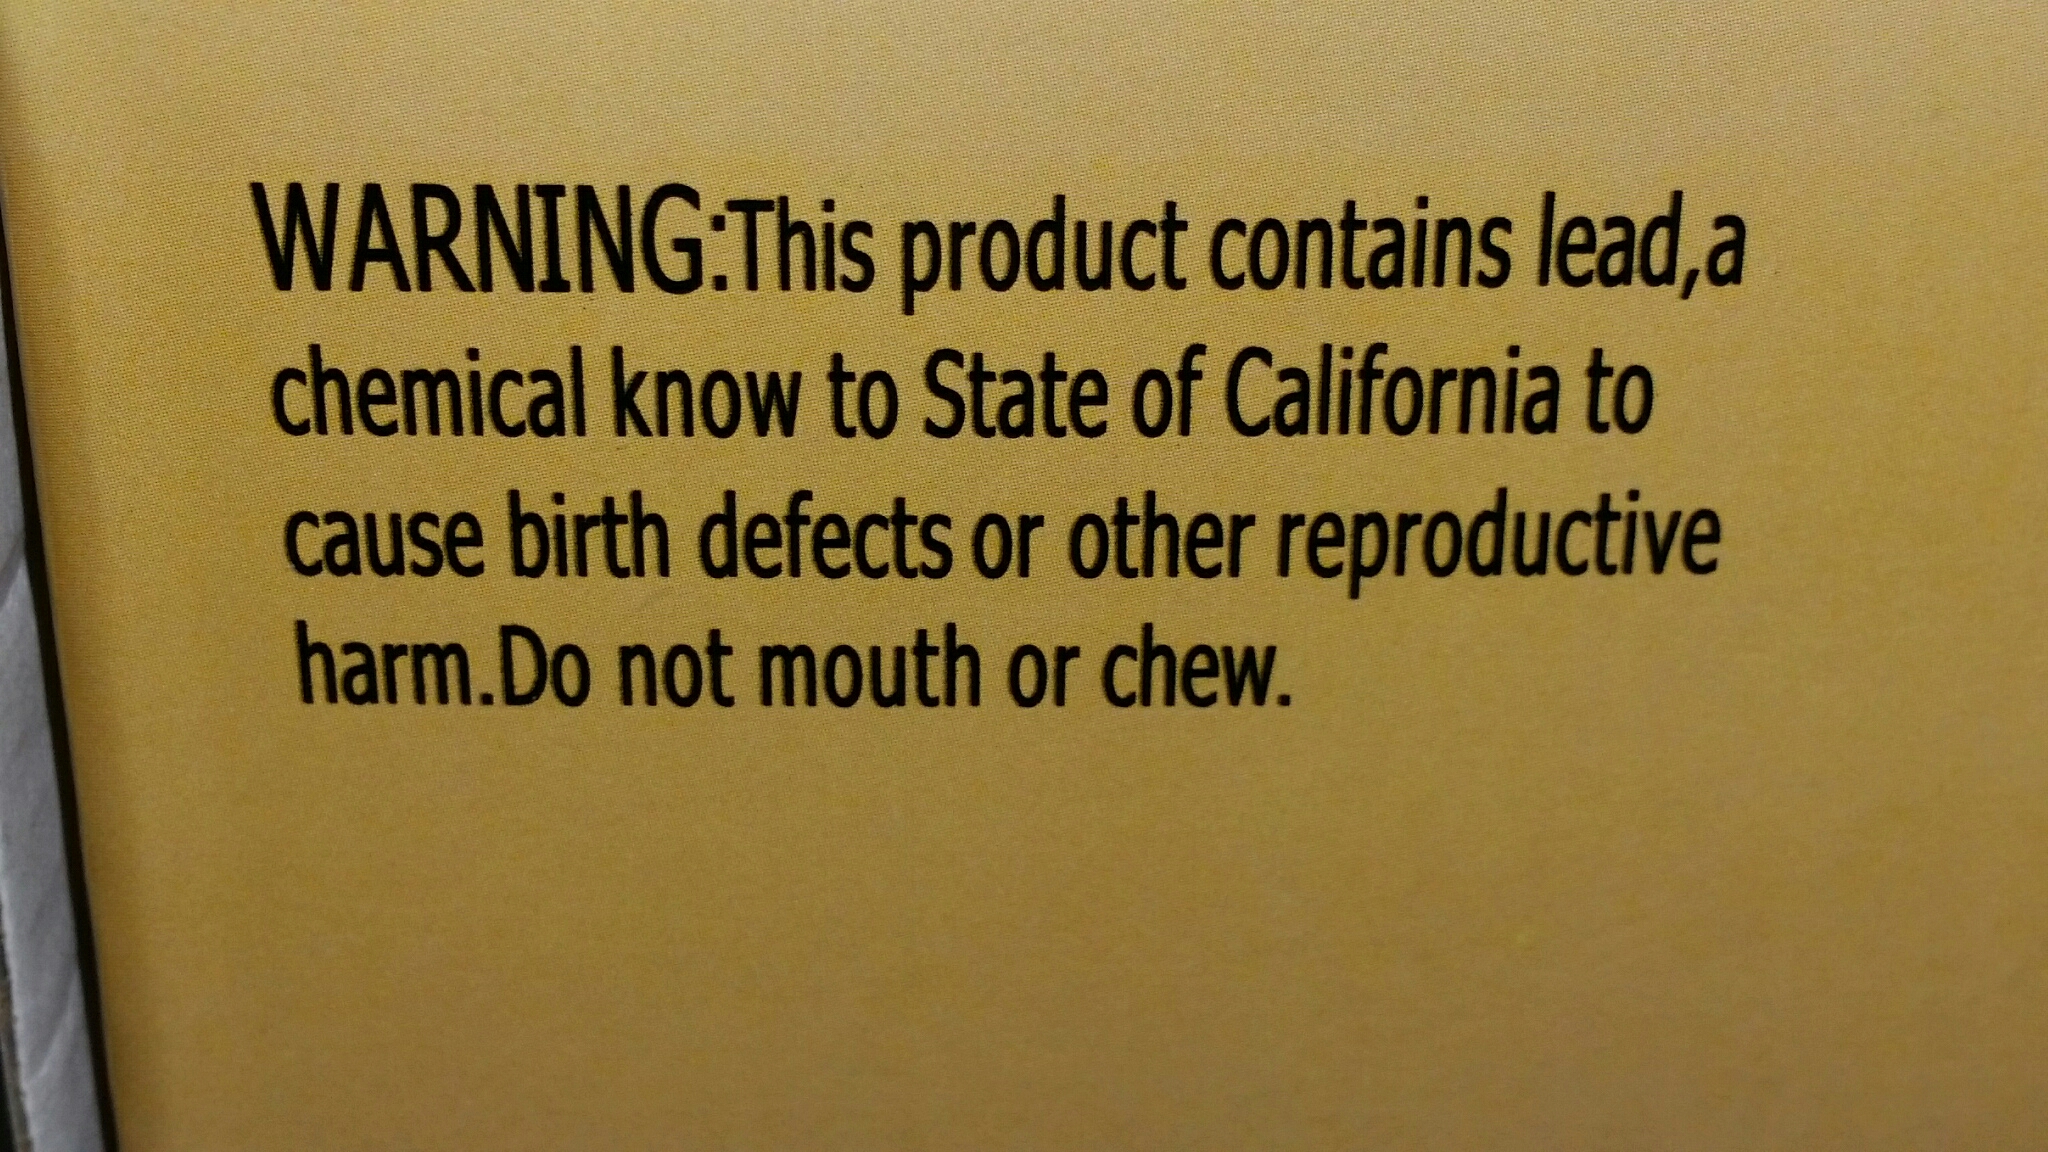 WARNING:This product contains lead,a
chemical know to State of California to
cause birth defects or other reproductive
harm.Do not mouth or chew.